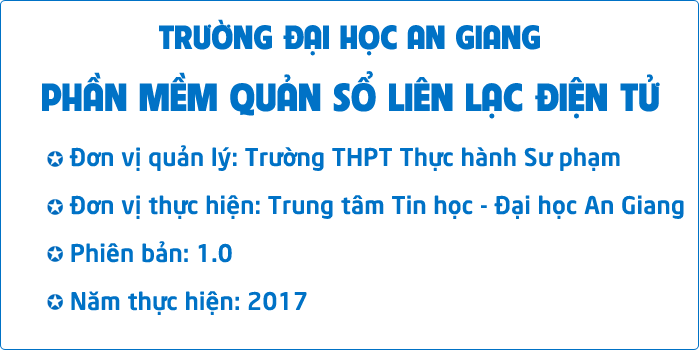 TRƯỜNG ĐẠI HỌC AN GIANG
PHẦN MỀM QUẢN SỔ LIÊN LẠC ĐIỆN TỬ
Đơn vị quản lý: Trường THPT Thực hành Sư phạm
Đơn vị thực hiện: Trung tâm Tin học - Đại học An Giang
Phiên bản: 1.0
Năm thực hiện: 2017